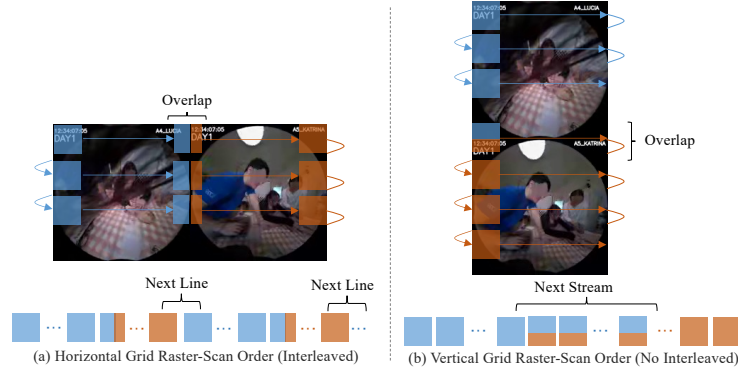 Overlap
12:34:07:05
A4_LUCIA
DAY1
12:34:07:05
A5_KATRINA
DAY1
Next Line
Next Line
(a) Horizontal Grid Raster-Scan Order (Interleaved)
12:34:07:05
A4_LUCIA
DAY1
Overlap
12:34:07:05
A5_KATRINA
DAY1
Next Stream
(b) Vertical Grid Raster-Scan Order (No Interleaved)